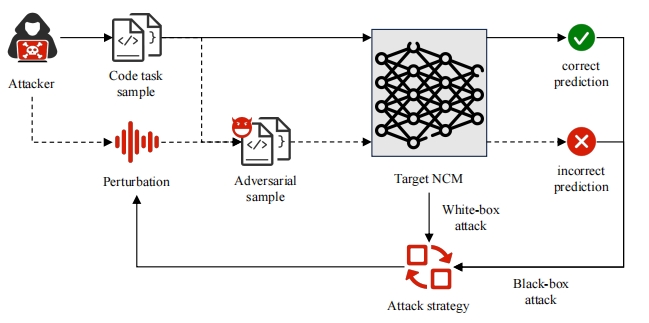 Attacker
Code task
sample
correct
prediction
Perturbation
Adversarial
sample
Target NCM
incorrect
prediction
White-box
attack
Black-box
attack
Attack strategy